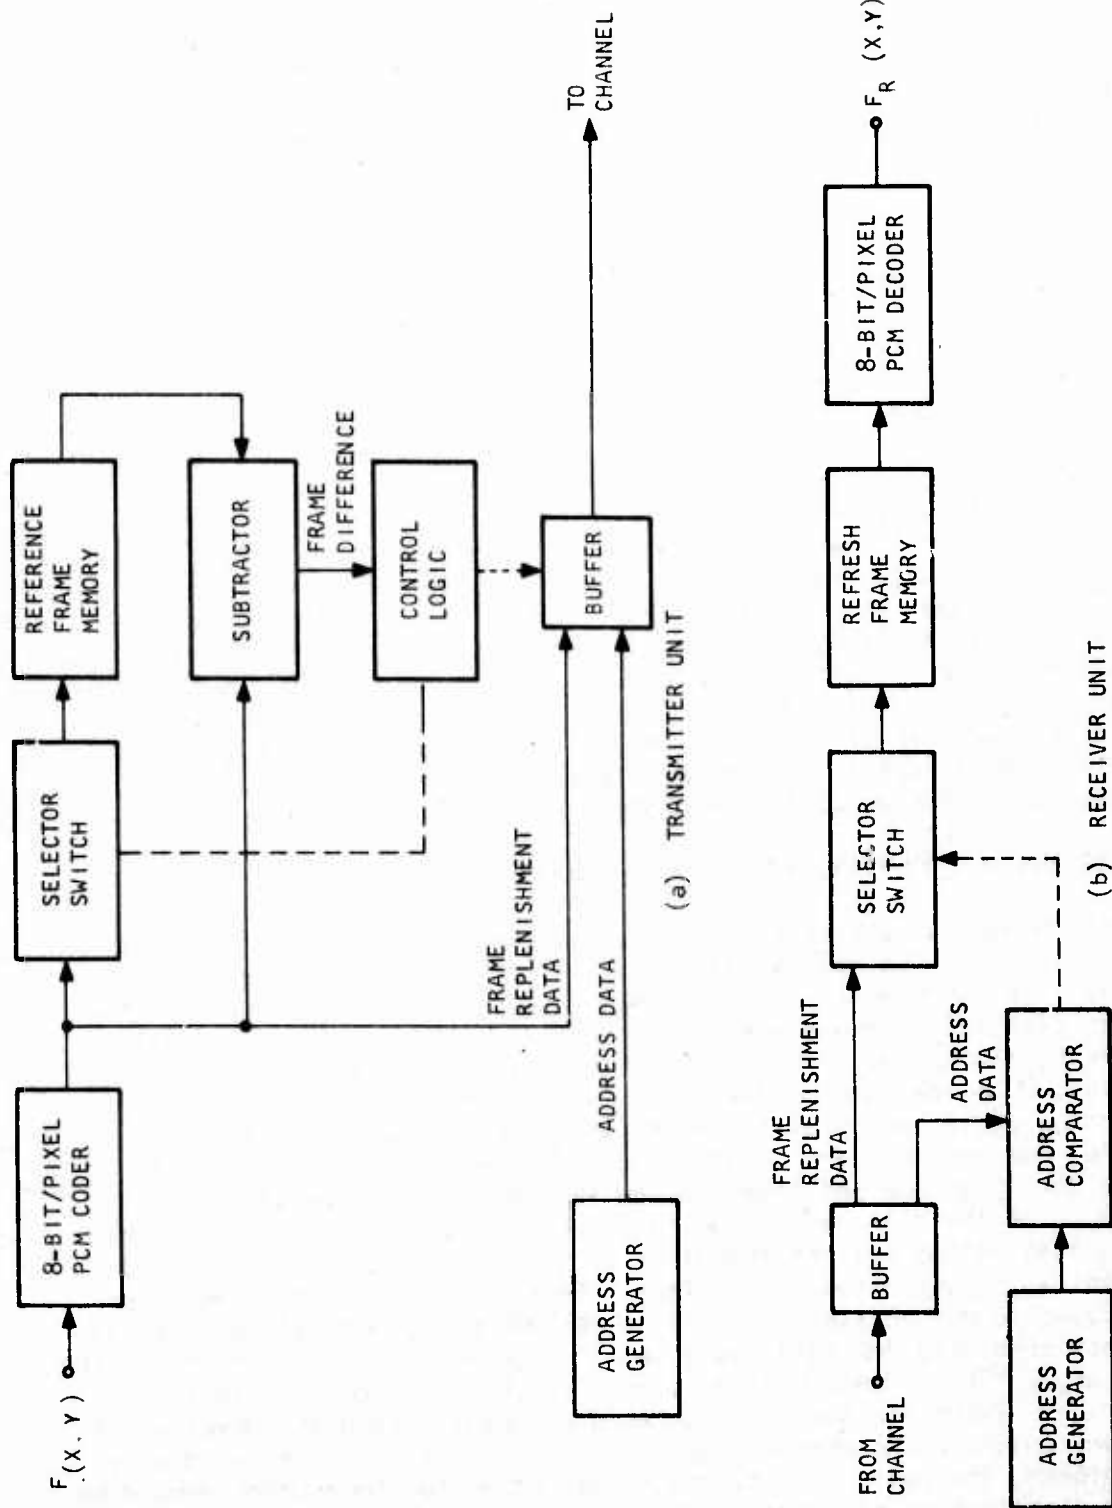 F (X,Y)
8-BIT/PIXEL
PCM CODER
SELECTOR
SWITCH
REFERENCE
FRAME
MEMORY
SUBTRACTOR
FRAME
DIFFERENCE
CONTROL
LOGIC
FRAME
REPLENISHMENT
DATA
BUFFER
TO
CHANNEL
ADDRESS DATA
ADDRESS
GENERATOR
(a) TRANSMITTER UNIT
FROM
CHANNEL
BUFFER
FRAME
REPLENISHMENT
DATA
SELECTOR
SWITCH
REFRESH
FRAME
MEMORY
8-BIT/PIXEL
PCM DECODER
FR (X,Y)
ADDRESS
DATA
ADDRESS
COMPARATOR
ADDRESS
GENERATOR
(b) RECEIVER UNIT